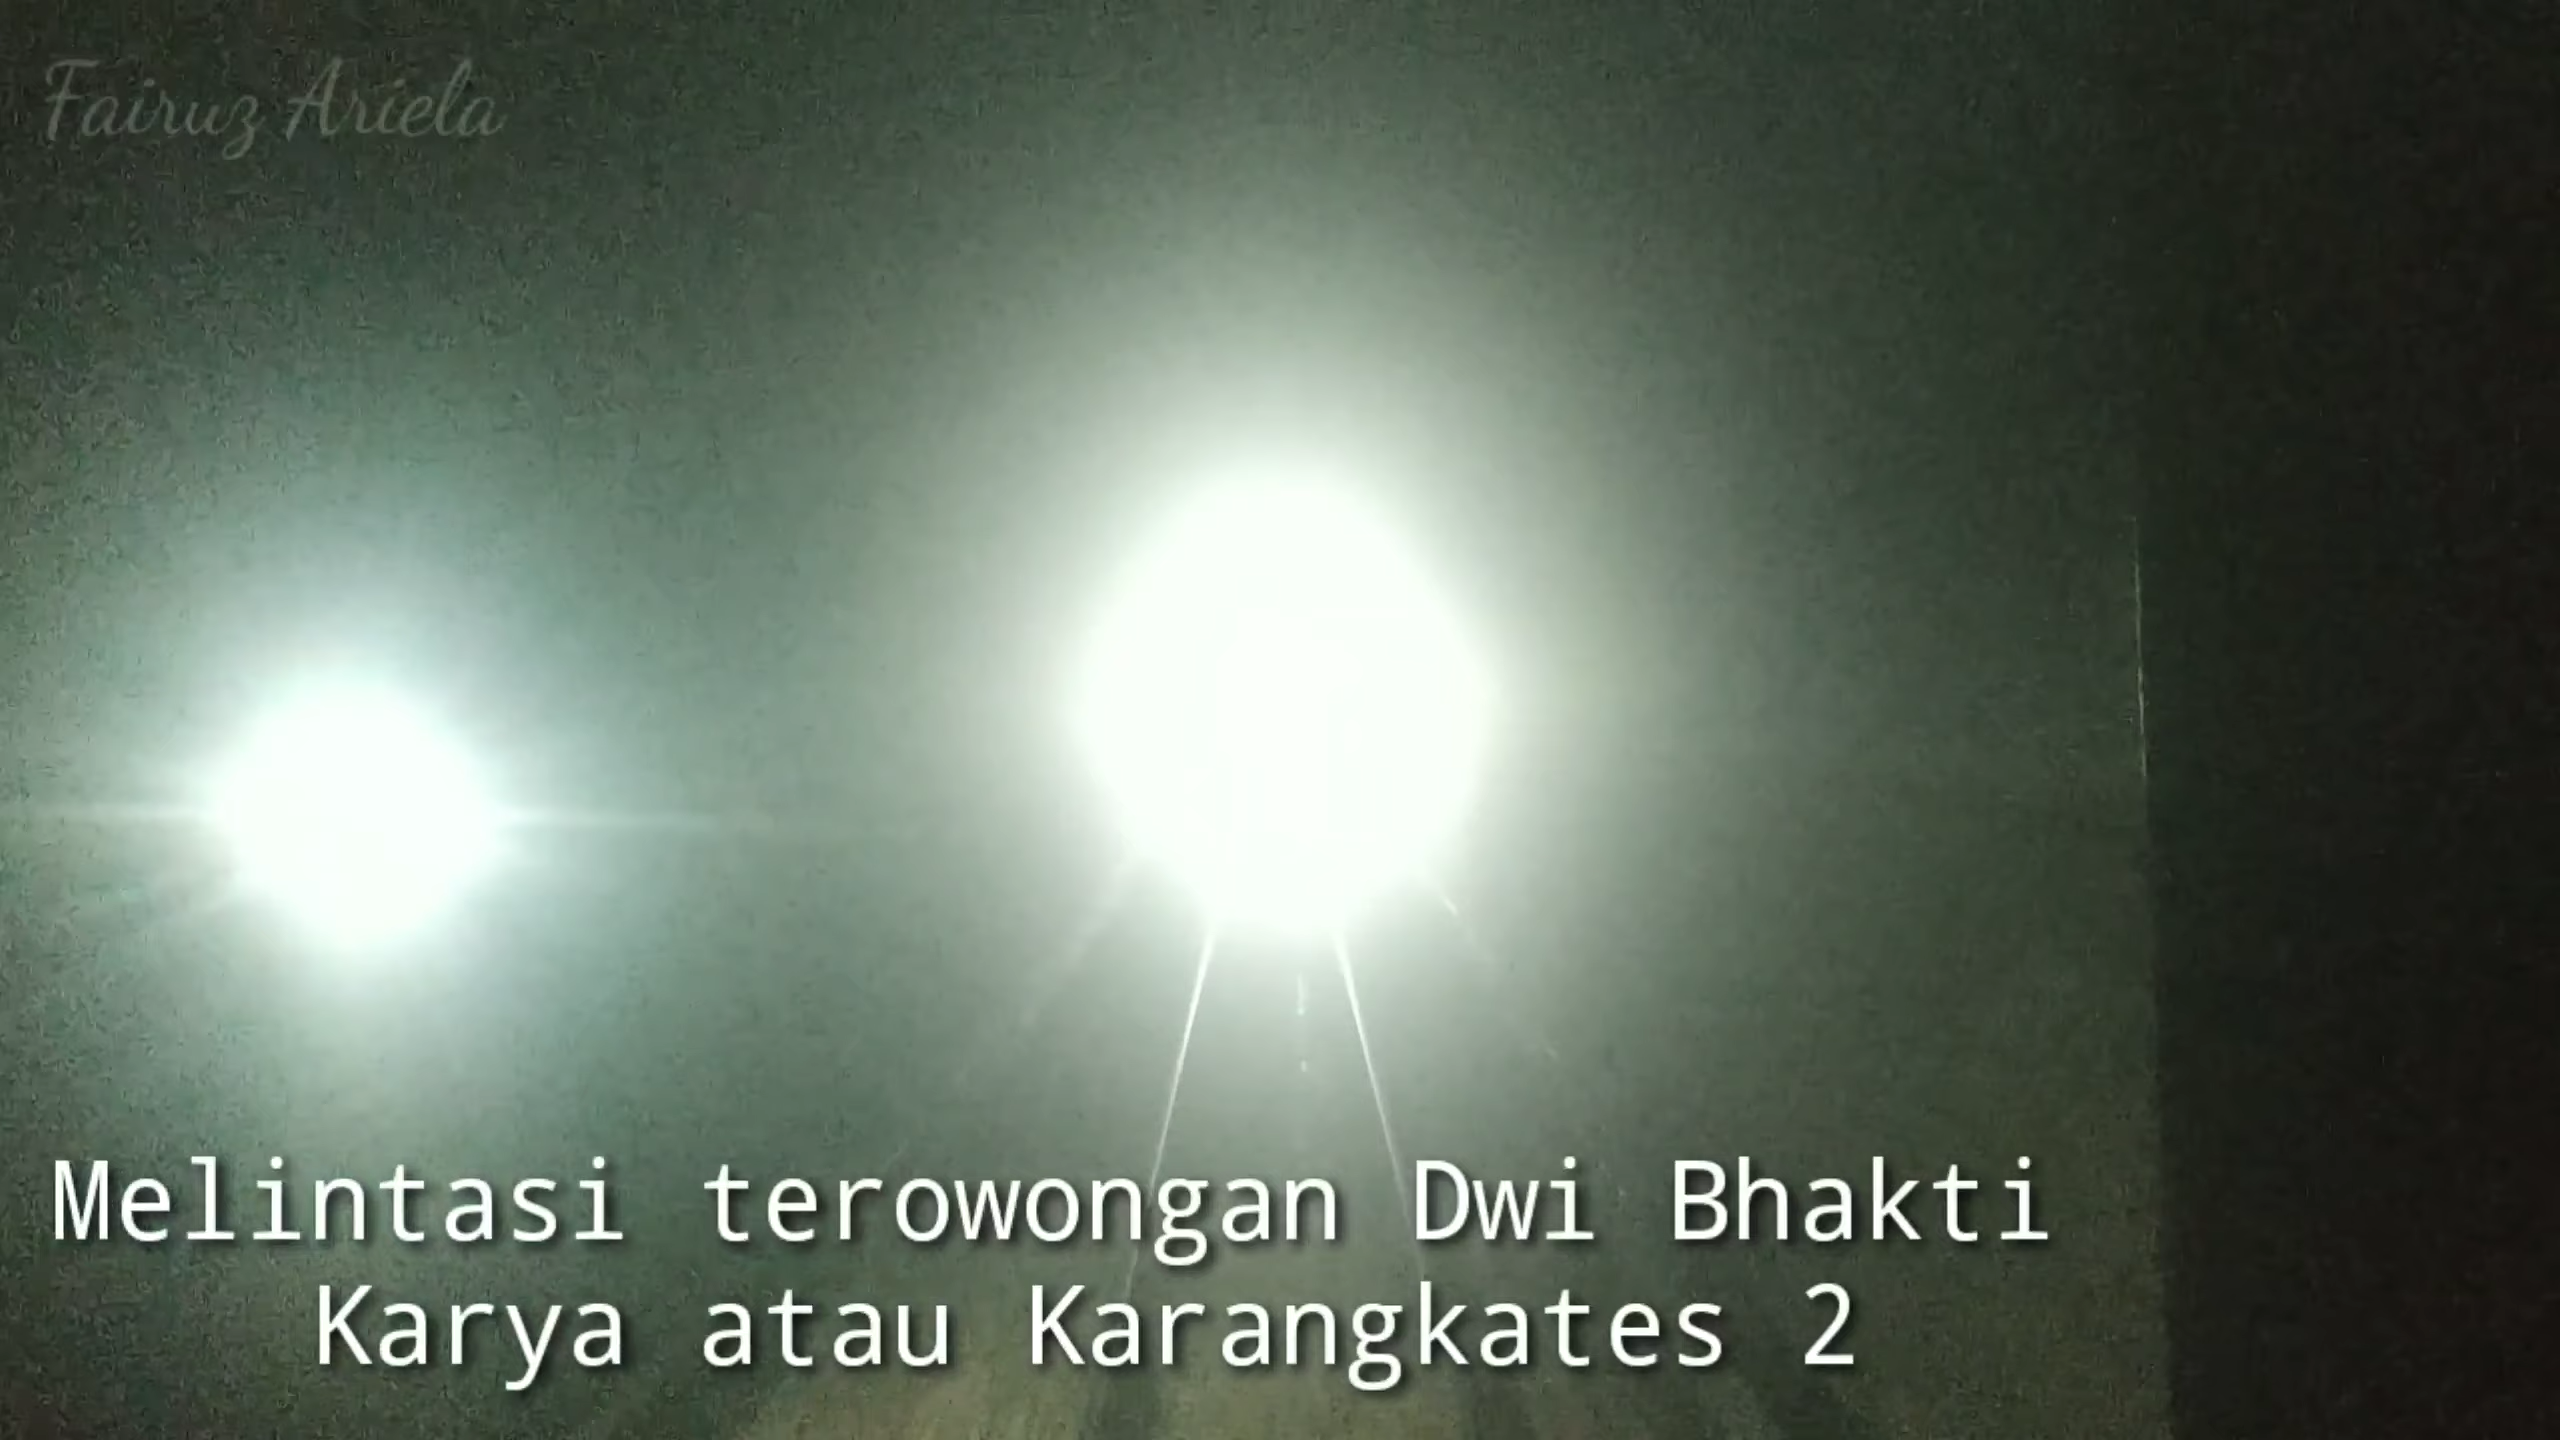 Fairuz Ariela
Melintasi terowongan Dwi Bhakti
Karya atau Karangkates 2